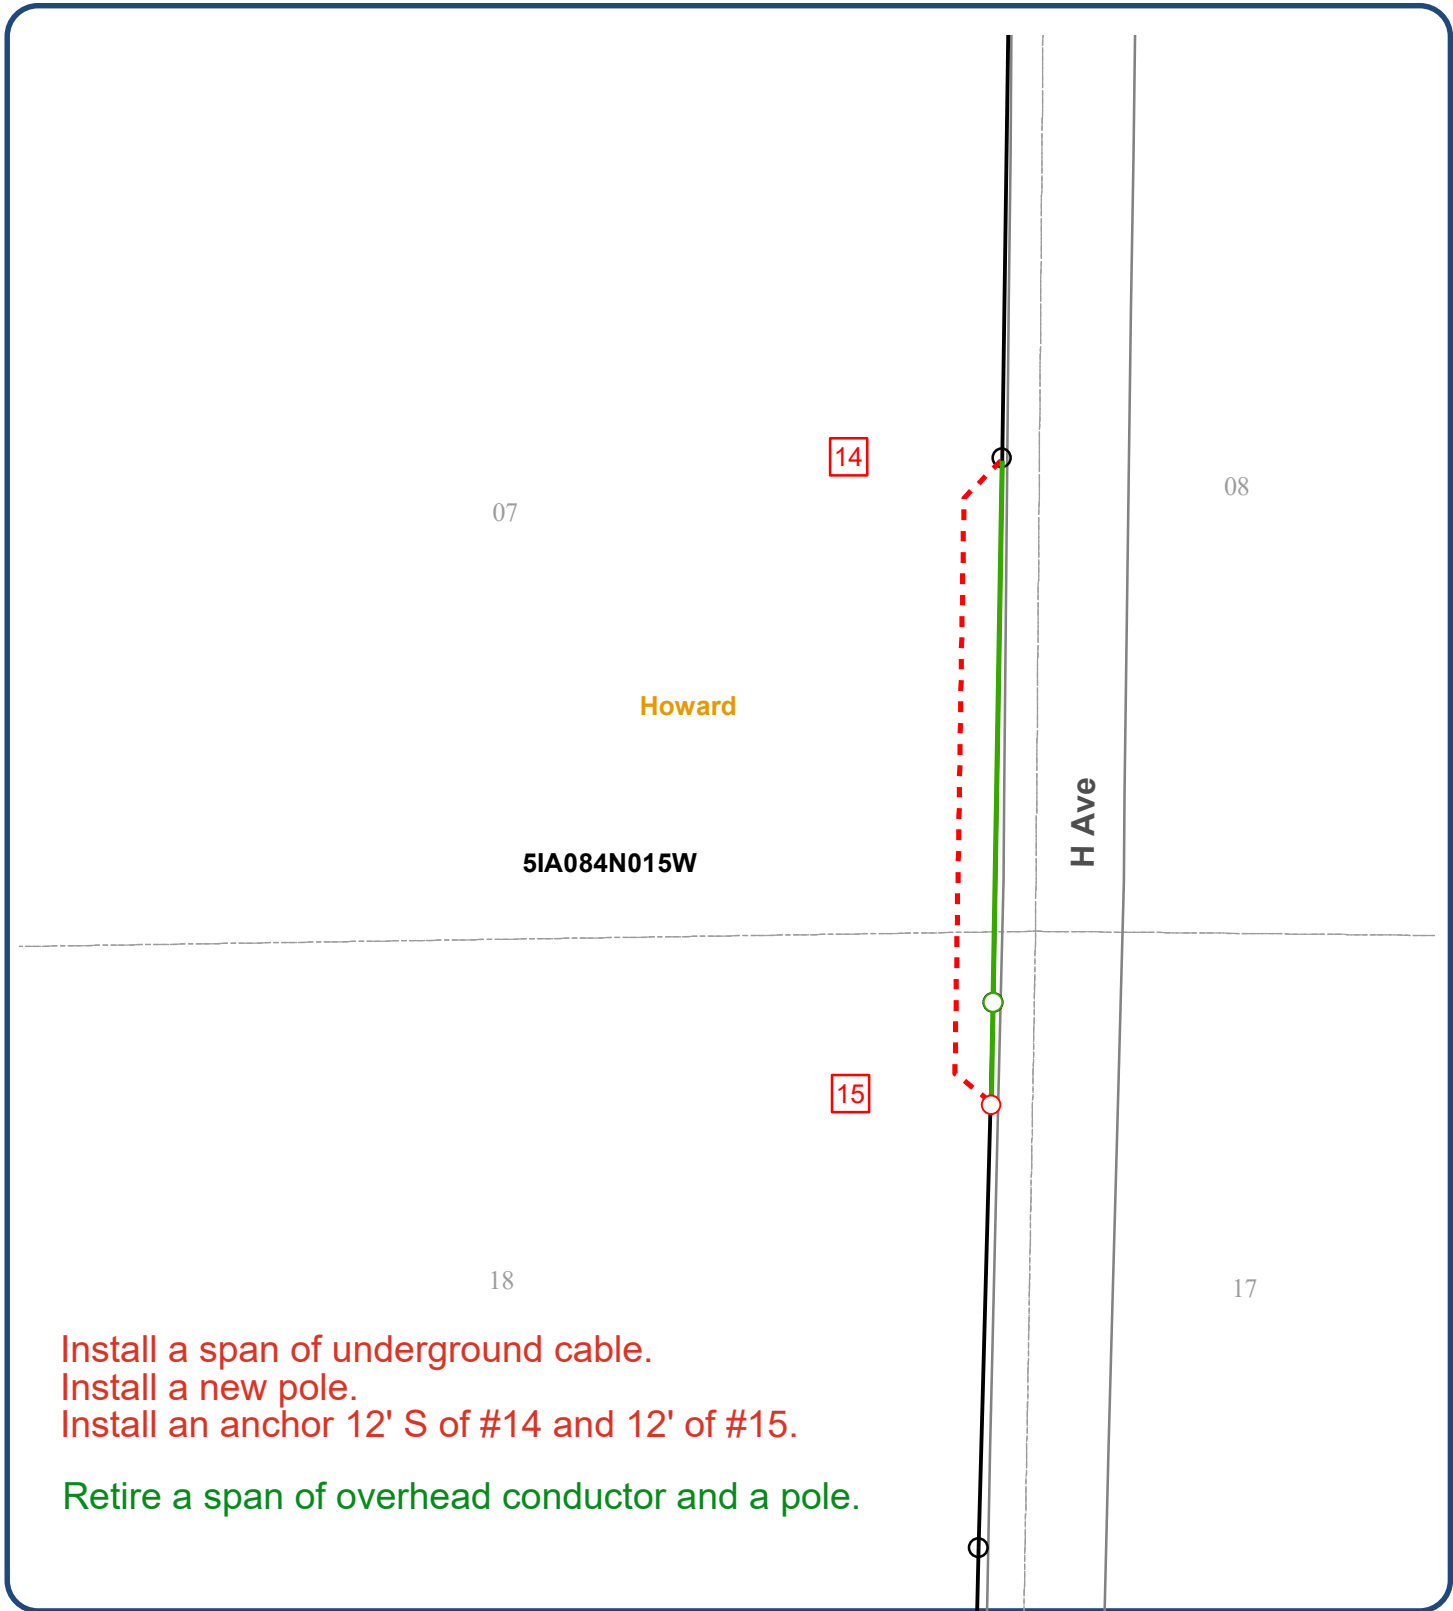 14
08
07
Howard
H Ave
5IA084N015W
15
18
17
Install a span of underground cable.
Install a new pole.
Install an anchor 12' S of #14 and 12' of #15.
Retire a span of overhead conductor and a pole.